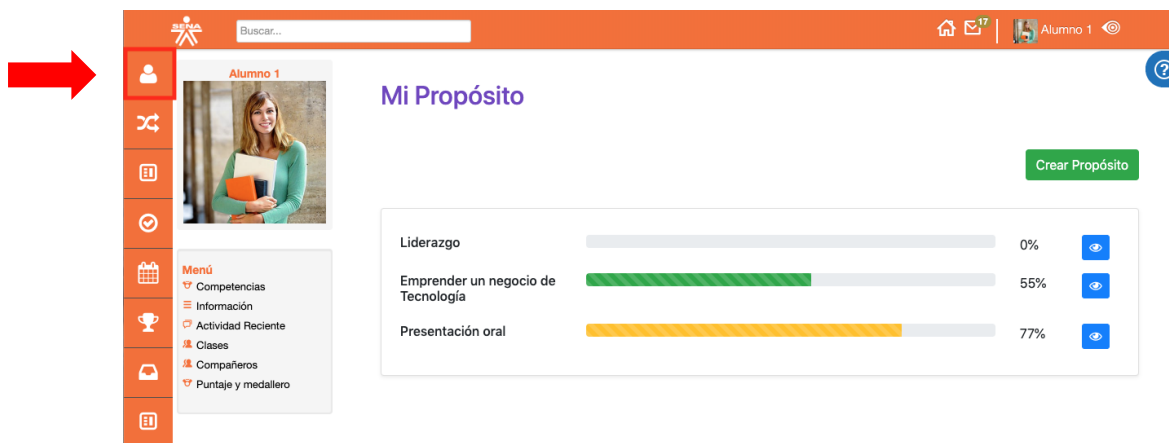 SENA
Buscar...
17
Alumno 1
Alumno 1
Mi Propósito
Crear Propósito
Liderazgo
0%
Emprender un negocio de
Tecnología
55%
Presentación oral
77%
Menú
Competencias
Información
Actividad Reciente
Clases
Compañeros
Puntaje y medallero